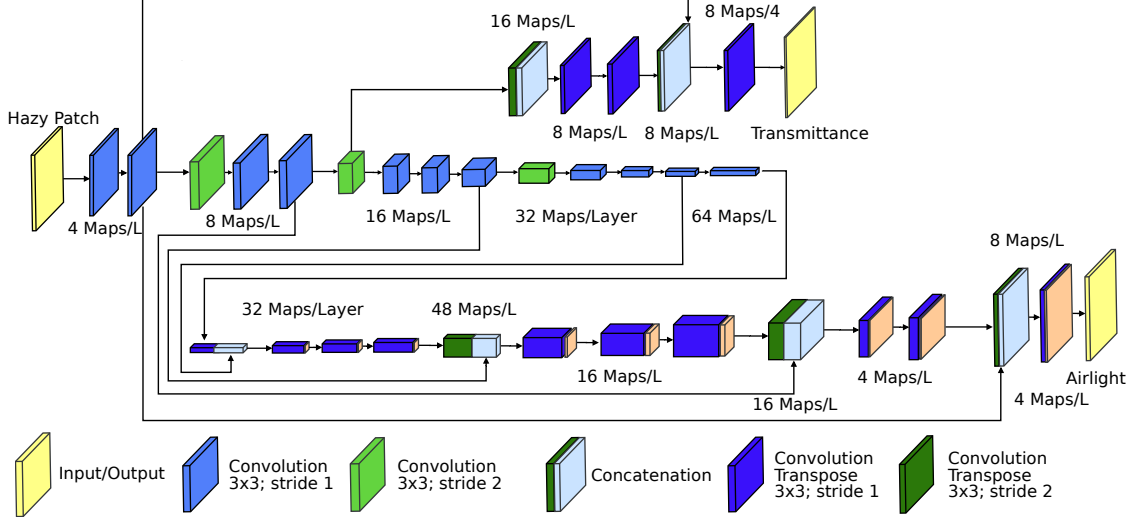 16 Maps/L
8 Maps/4
Hazy Patch
8 Maps/L
8 Maps/L
Transmittance
4 Maps/L
8 Maps/L
16 Maps/L
32 Maps/Layer
64 Maps/L
8 Maps/L
32 Maps/Layer
48 Maps/L
16 Maps/L
4 Maps/L
Airlight
16 Maps/L
4 Maps/L
Input/Output
Convolution
3x3; stride 1
Convolution
3x3; stride 2
Concatenation
Convolution
Transpose
3x3; stride 1
Convolution
Transpose
3x3; stride 2